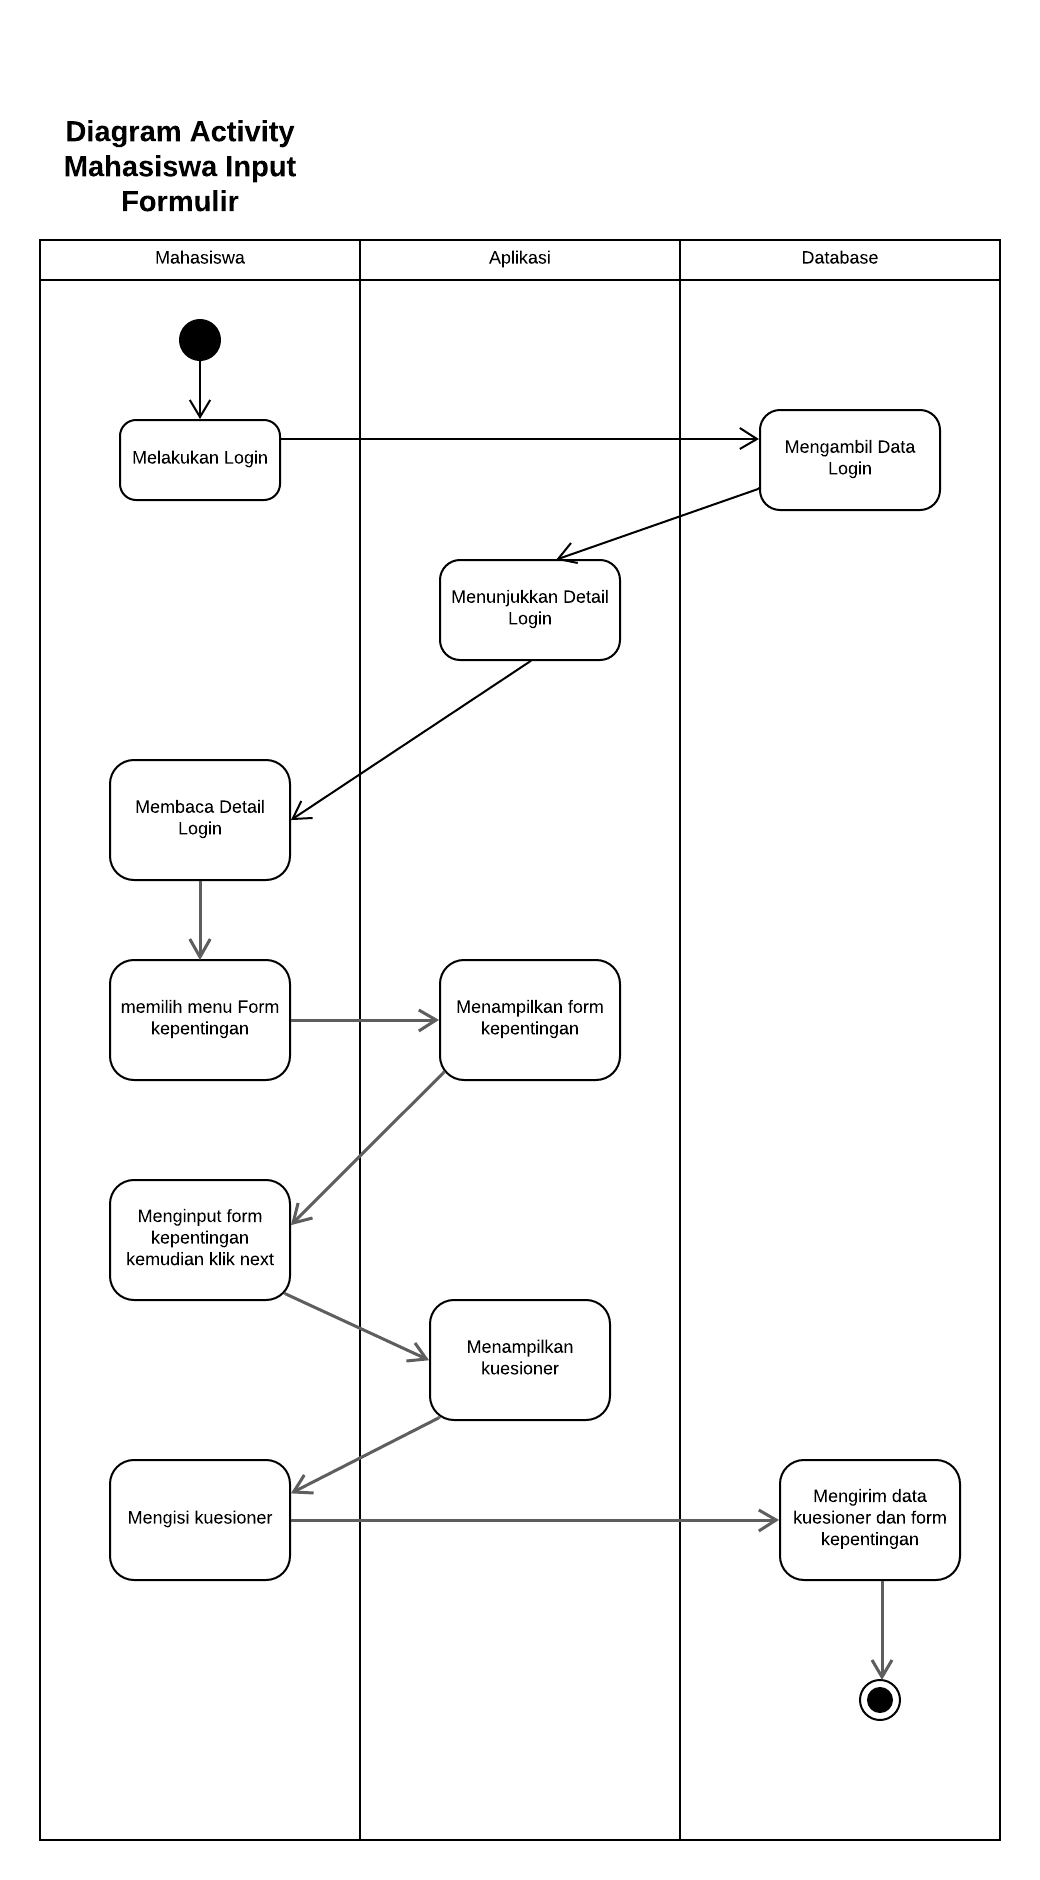 Diagram Activity
Mahasiswa Input
Formulir
Mahasiswa
Aplikasi
Database
Melakukan Login
Mengambil Data
Login
Menunjukkan Detail
Login
Membaca Detail
Login
memilih menu Form
kepentingan
Menampilkan form
kepentingan
Menginput form
kepentingan
kemudian klik next
Menampilkan
kuesioner
Mengisi kuesioner
Mengirim data
kuesioner dan form
kepentingan